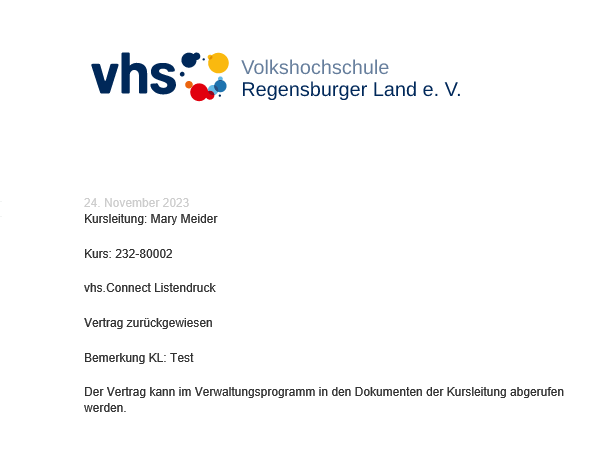 vhs
Volkshochschule
Regensburger Land e. V.
24. November 2023
Kursleitung: Mary Meider
Kurs: 232-80002
vhs.Connect Listendruck
Vertrag zurückgewiesen
Bemerkung KL: Test
Der Vertrag kann im Verwaltungsprogramm in den Dokumenten der Kursleitung abgerufen
werden.